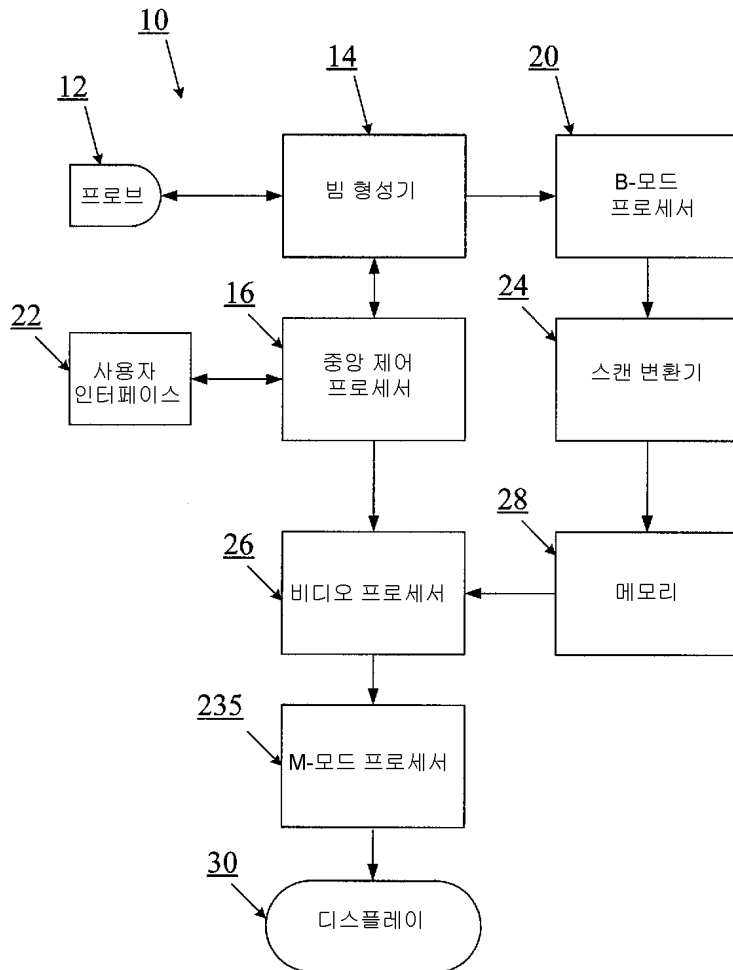 10
12
14
20
프로브
빔 형성기
B-모드
프로세서
22
16
24
사용자
인터페이스
중앙 제어
프로세서
스캔 변환기
26
28
비디오 프로세서
메모리
235
M-모드 프로세서
30
디스플레이